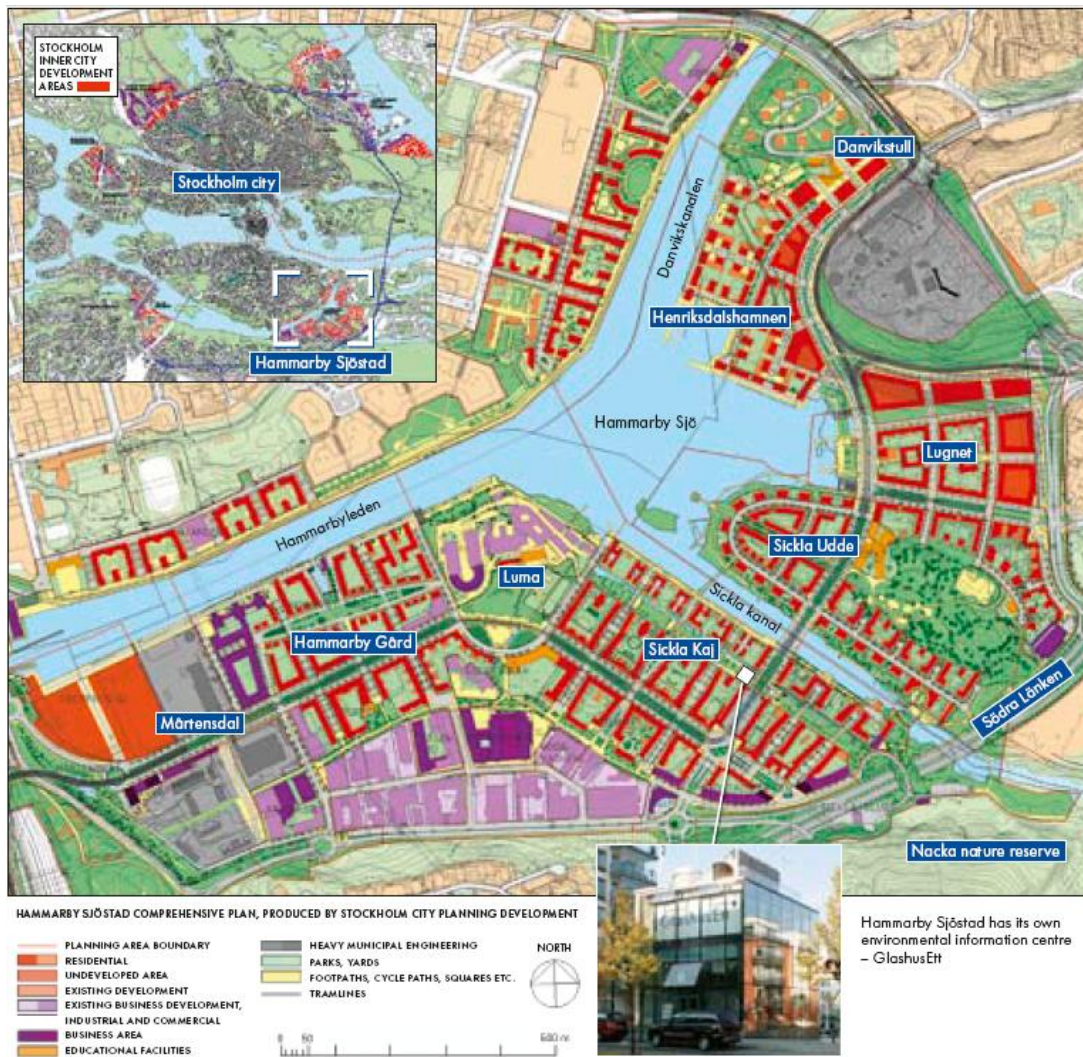 STOCKHOLM
INNER CITY
DEVELOPMENT
AREAS
Stockholm city
Hammarby Sjöstad
Danvikstull
Danvikskanalen
Henriksdalshamnen
Hammarby Sjö
Lugnet
Hammarbyleden
Sickla Udde
Luma
Sickla kanal
Hammarby Gård
Sickla Kaj
Södra Länken
Mårtensdal
Nacka nature reserve
HAMMARBY SJÖSTAD COMPREHENSIVE PLAN, PRODUCED BY STOCKHOLM CITY PLANNING DEVELOPMENT
PLANNING AREA BOUNDARY
RESIDENTIAL
UNDEVELOPED AREA
EXISTING DEVELOPMENT
EXISTING BUSINESS DEVELOPMENT,
INDUSTRIAL AND COMMERCIAL
BUSINESS AREA
EDUCATIONAL FACILITIES
HEAVY MUNICIPAL ENGINEERING
PARKS, YARDS
FOOTPATHS, CYCLE PATHS, SQUARES ETC.
TRAMLINES
NORTH
0 50 500 m
GlashusEtt
Hammarby Sjöstad has its own
environmental information centre
– GlashusEtt